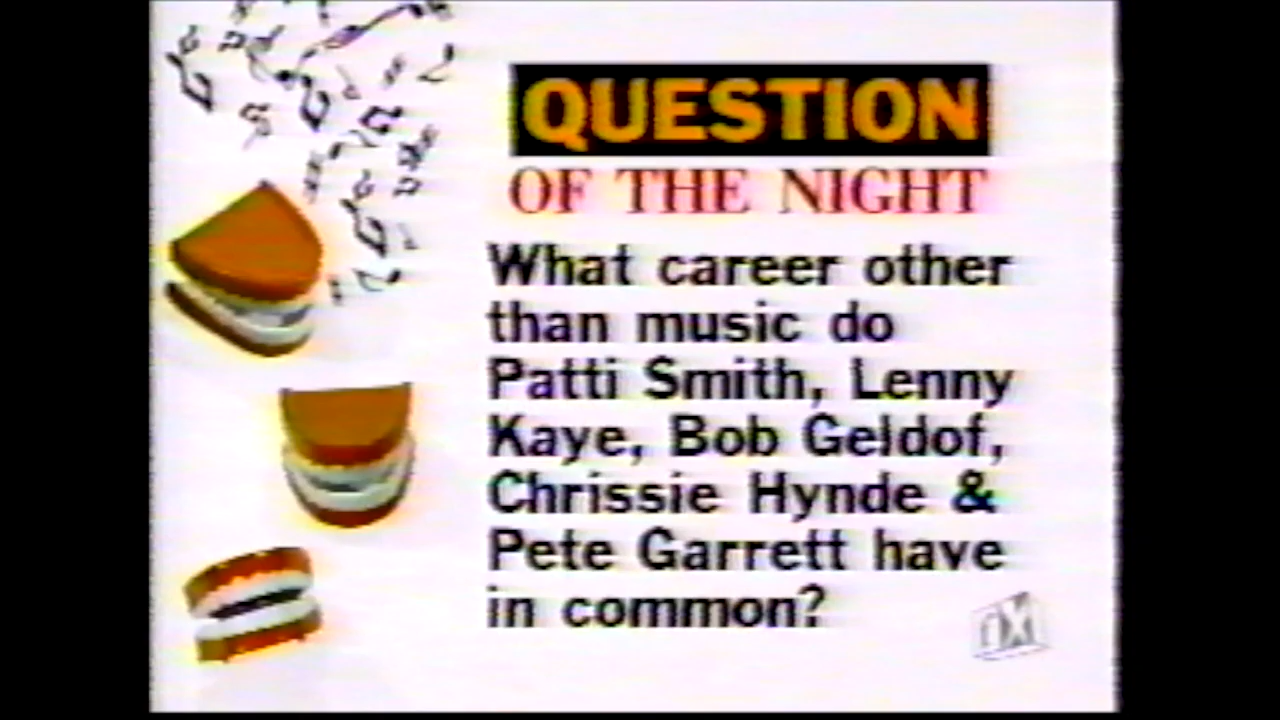 QUESTION
OF THE NIGHT
What career other
than music do
Patti Smith, Lenny
Kaye, Bob Geldof,
Chrissie Hynde &
Pete Garrett have
in common?